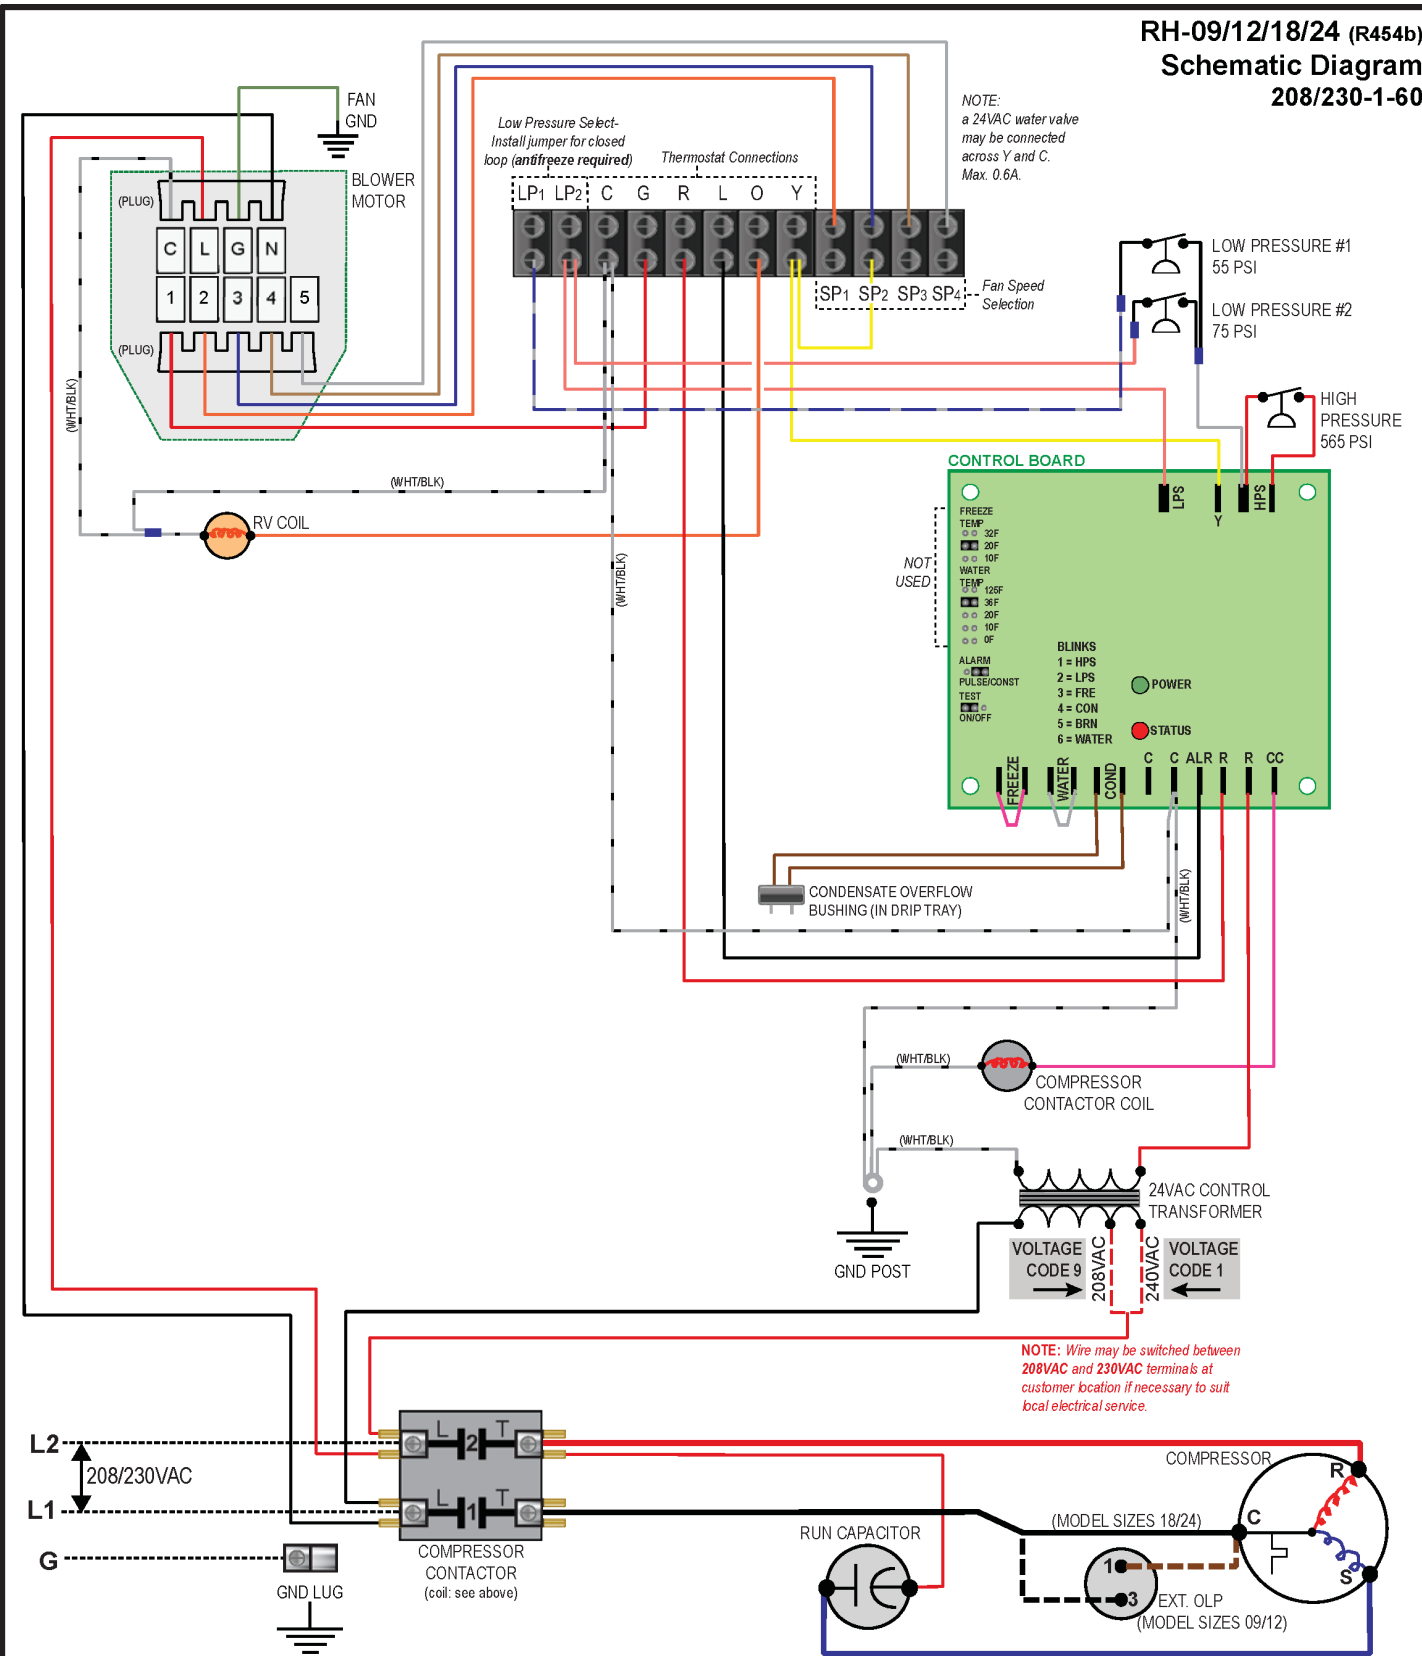 RH-09/12/18/24 (R454b)
Schematic Diagram
208/230-1-60
FAN
GND
BLOWER
MOTOR
(PLUG)
C L G N
1 2 3 4 5
(PLUG)
(WHT/BLK)
Low Pressure Select-
Install jumper for closed
loop (antifreeze required)
Thermostat Connections
LP1 LP2 C G R L O Y
SP1 SP2 SP3 SP4
Fan Speed
Selection
NOTE:
a 24VAC water valve
may be connected
across Y and C.
Max. 0.6A.
LOW PRESSURE #1
55 PSI
LOW PRESSURE #2
75 PSI
HIGH
PRESSURE
565 PSI
(WHT/BLK)
RV COIL
(WHT/BLK)
CONTROL BOARD
LPS
Y
HPS
NOT
USED
FREEZE
TEMP
32F
20F
10F
WATER
TEMP
125F
36F
20F
10F
0F
ALARM
PULSE/CONST
TEST
ON/OFF
BLINKS
1 = HPS
2 = LPS
3 = FRE
4 = CON
5 = BRN
6 = WATER
POWER
STATUS
FREEZE
WATER
COND
C C ALR R R CC
CONDENSATE OVERFLOW
BUSHING (IN DRIP TRAY)
(WHT/BLK)
(WHT/BLK)
COMPRESSOR
CONTACTOR COIL
(WHT/BLK)
24VAC CONTROL
TRANSFORMER
GND POST
VOLTAGE
CODE 9
208VAC
240VAC
VOLTAGE
CODE 1
NOTE: Wire may be switched between
208VAC and 230VAC terminals at
customer location if necessary to suit
local electrical service.
L2
208/230VAC
L1
G
GND LUG
L 2 T
L 1 T
COMPRESSOR
CONTACTOR
(coil: see above)
RUN CAPACITOR
COMPRESSOR
R
C
S
(MODEL SIZES 18/24)
1
3
EXT. OLP
(MODEL SIZES 09/12)